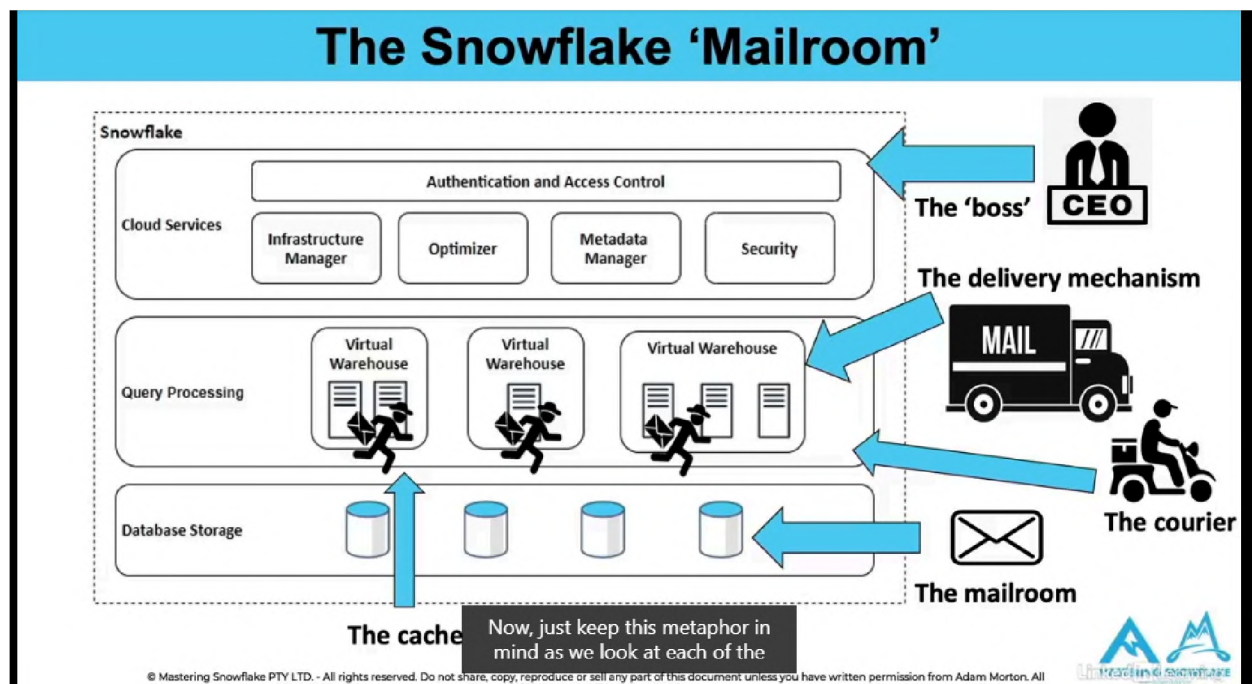 The Snowflake 'Mailroom'
Snowflake
Cloud Services
Authentication and Access Control
Infrastructure
Manager
Optimizer
Metadata
Manager
Security
The 'boss'
CEO
The delivery mechanism
MAIL
Query Processing
Virtual
Warehouse
Virtual
Warehouse
Virtual Warehouse
The courier
Database Storage
The mailroom
The cache
Now, just keep this metaphor in
mind as we look at each of the
© Mastering Snowflake PTY LTD. - All rights reserved. Do not share, copy, reproduce or sell any part of this document unless you have written permission from Adam Morton. All